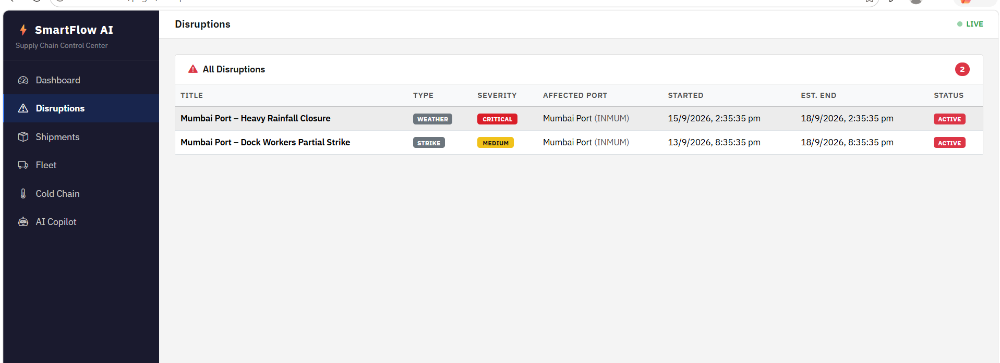 SmartFlow AI
Supply Chain Control Center
Dashboard
Disruptions
Shipments
Fleet
Cold Chain
AI Copilot
Disruptions
LIVE
All Disruptions
2
TITLE TYPE SEVERITY AFFECTED PORT STARTED EST. END STATUS
Mumbai Port – Heavy Rainfall Closure WEATHER CRITICAL Mumbai Port (INMUM) 15/9/2026, 2:35:35 pm 18/9/2026, 2:35:35 pm ACTIVE
Mumbai Port – Dock Workers Partial Strike STRIKE MEDIUM Mumbai Port (INMUM) 13/9/2026, 8:35:35 pm 18/9/2026, 8:35:35 pm ACTIVE